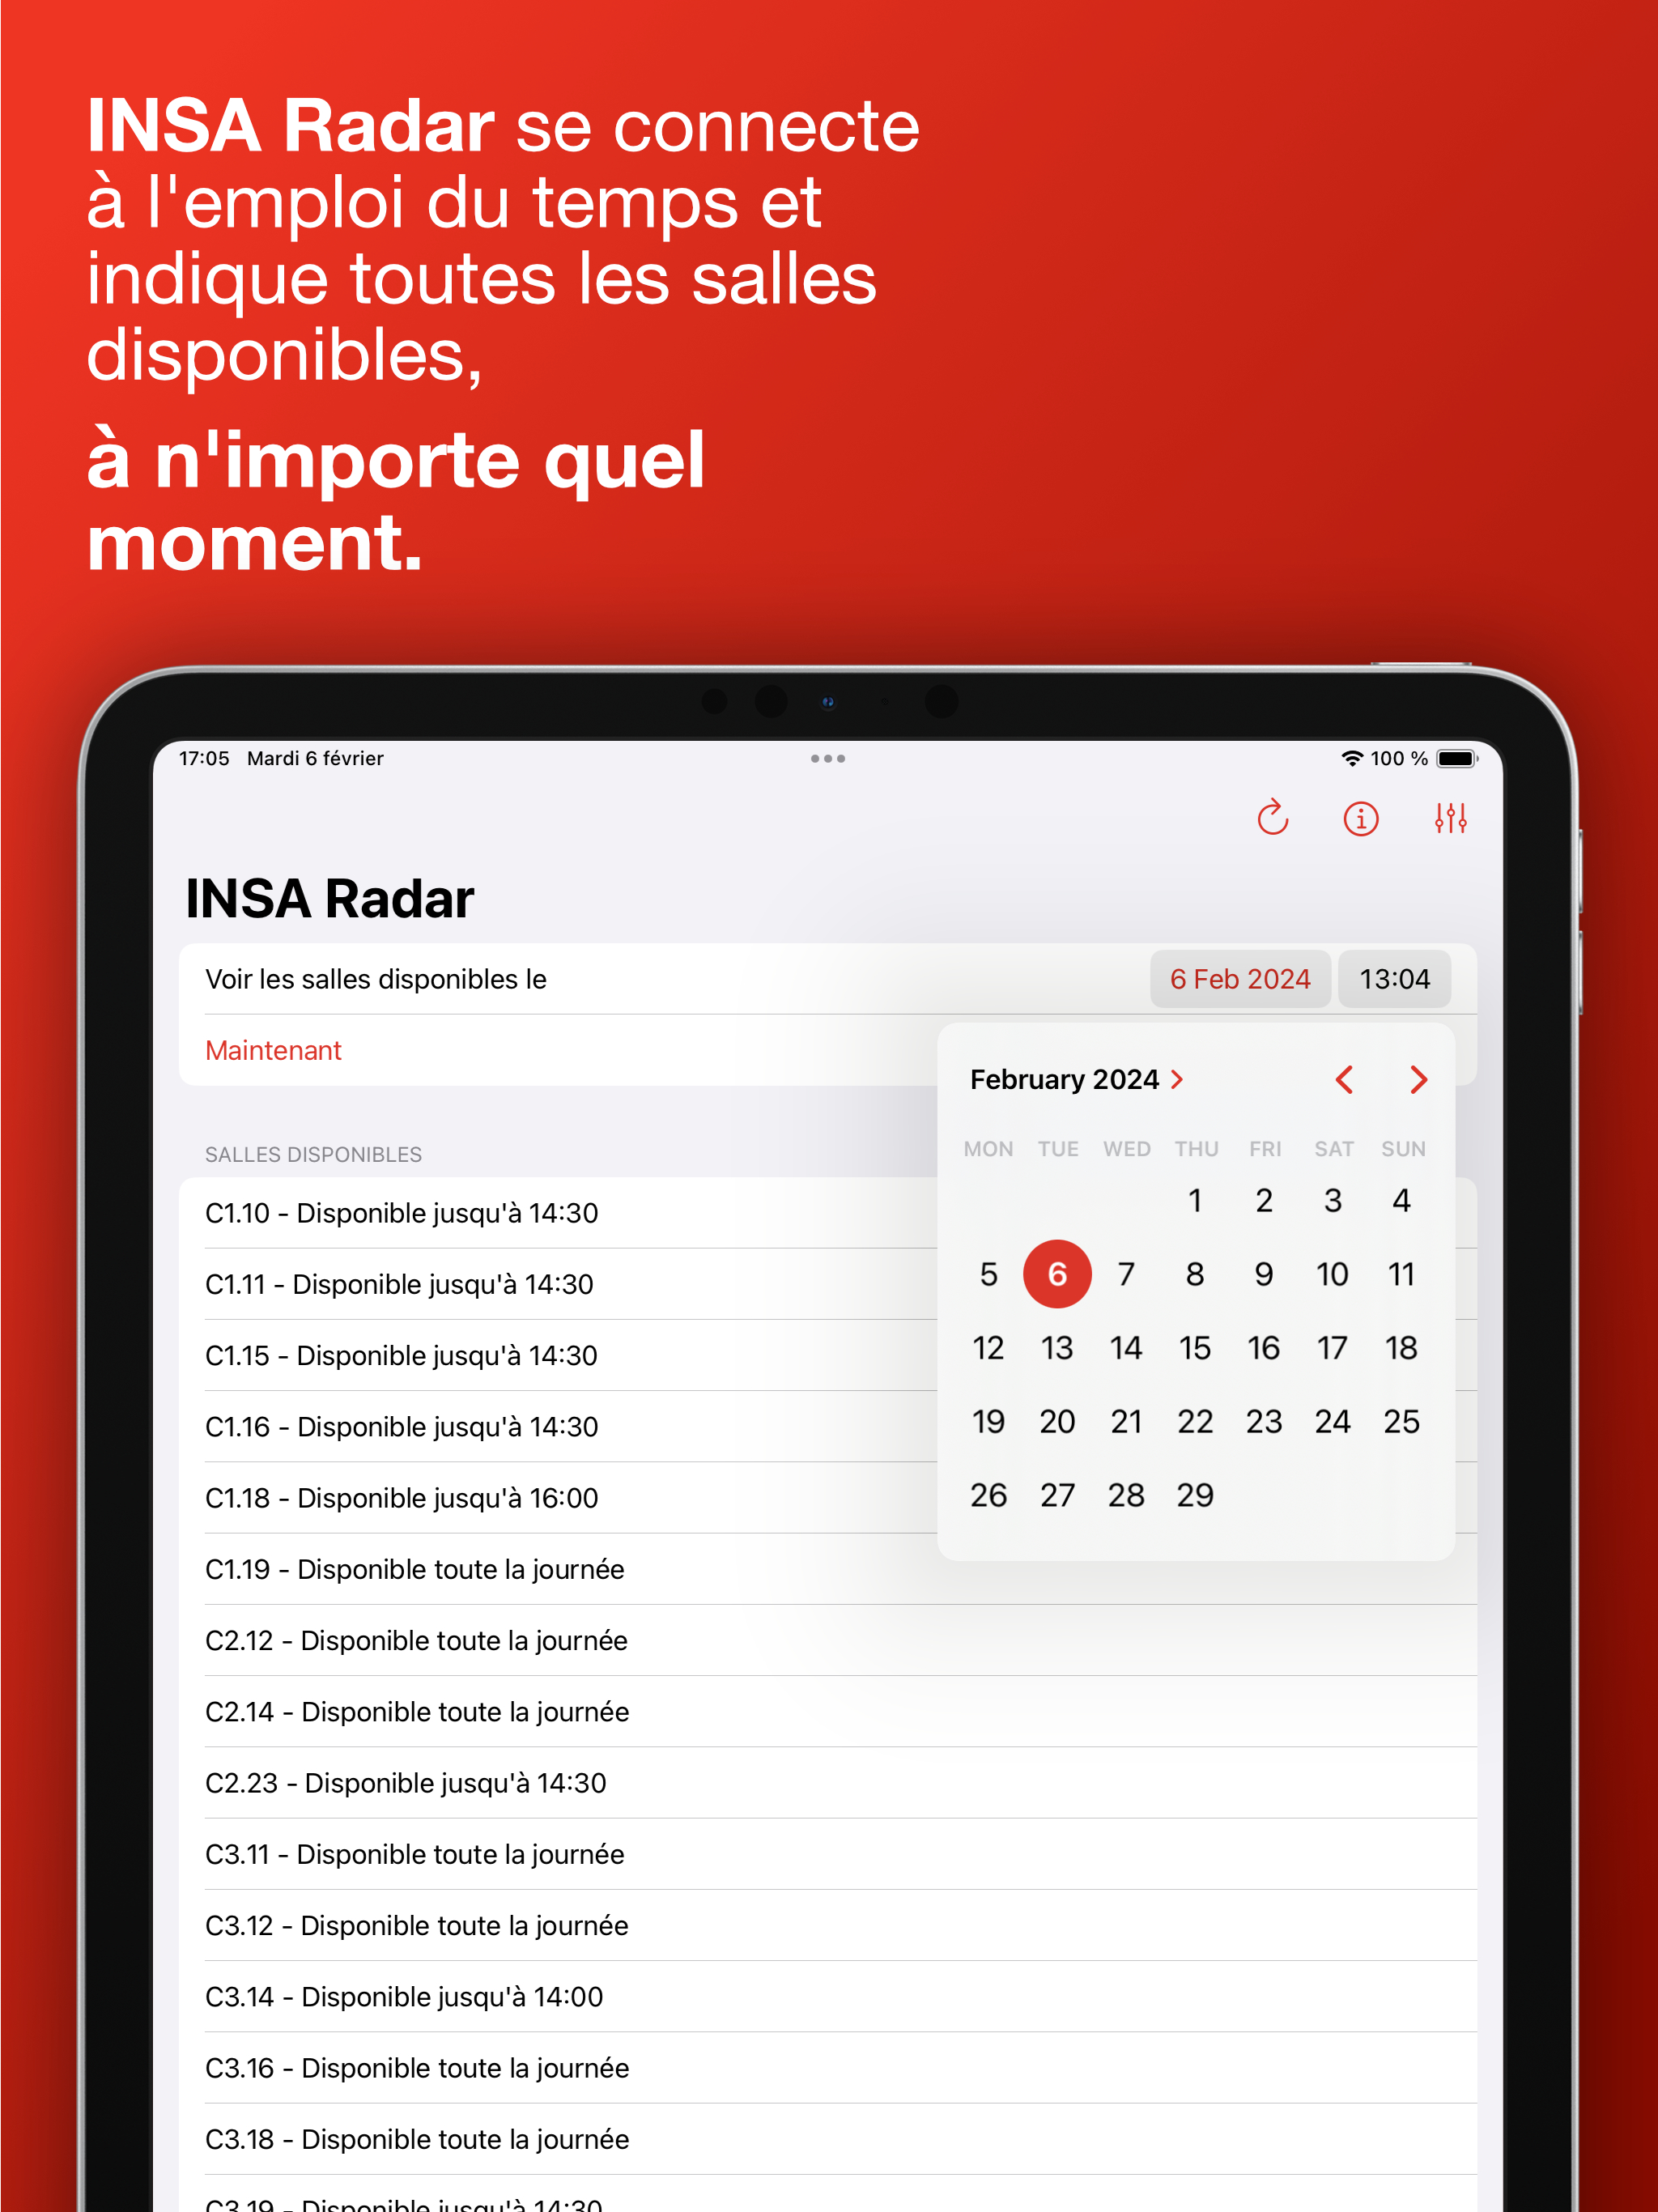 INSA Radar se connecte
à l'emploi du temps et
indique toutes les salles
disponibles,
à n'importe quel
moment.
17:05 Mardi 6 février
100 %
INSA Radar
Voir les salles disponibles le
6 Feb 2024 13:04
Maintenant
February 2024
MON TUE WED THU FRI SAT SUN
1 2 3 4
5 6 7 8 9 10 11
12 13 14 15 16 17 18
19 20 21 22 23 24 25
26 27 28 29
SALLES DISPONIBLES
C1.10 - Disponible jusqu'à 14:30
C1.11 - Disponible jusqu'à 14:30
C1.15 - Disponible jusqu'à 14:30
C1.16 - Disponible jusqu'à 14:30
C1.18 - Disponible jusqu'à 16:00
C1.19 - Disponible toute la journée
C2.12 - Disponible toute la journée
C2.14 - Disponible toute la journée
C2.23 - Disponible jusqu'à 14:30
C3.11 - Disponible toute la journée
C3.12 - Disponible toute la journée
C3.14 - Disponible jusqu'à 14:00
C3.16 - Disponible toute la journée
C3.18 - Disponible toute la journée
C3.19 - Disponible jusqu'à 14:30